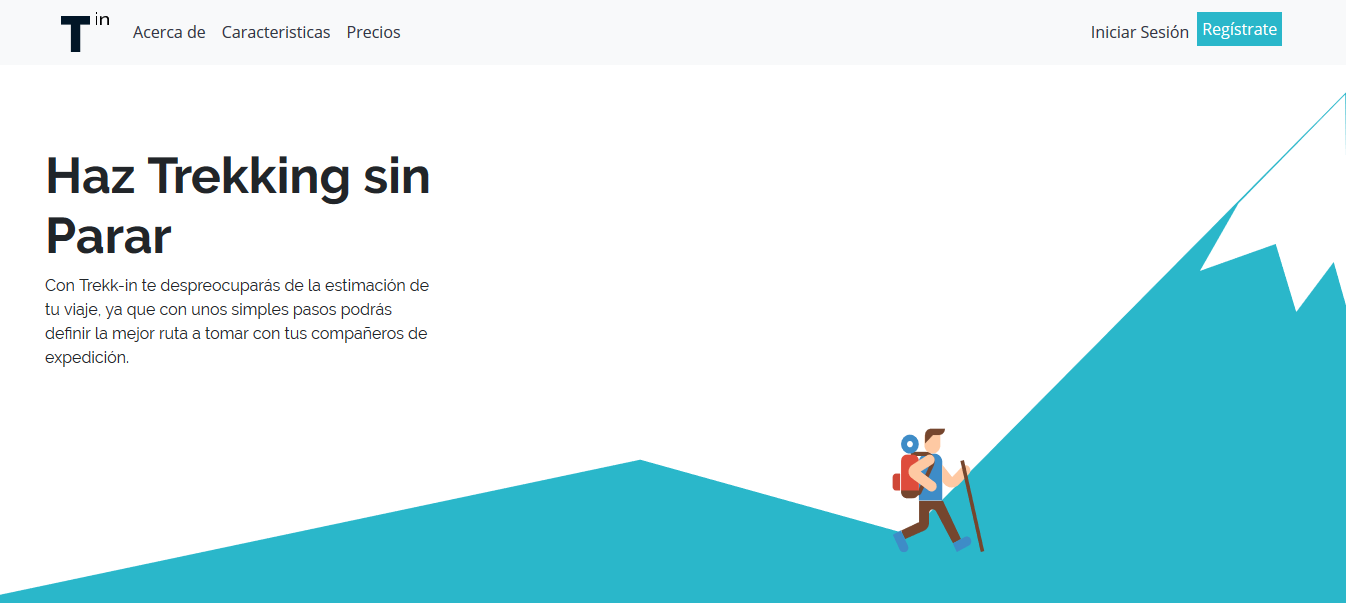 T in
Acerca de Caracteristicas Precios
Iniciar Sesión Regístrate
Haz Trekking sin
Parar
Con Trekk-in te despreocuparás de la estimación de
tu viaje, ya que con unos simples pasos podrás
definir la mejor ruta a tomar con tus compañeros de
expedición.